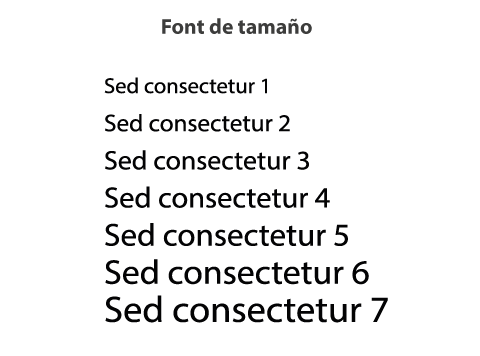 Font de tamaño
Sed consectetur 1
Sed consectetur 2
Sed consectetur 3
Sed consectetur 4
Sed consectetur 5
Sed consectetur 6
Sed consectetur 7